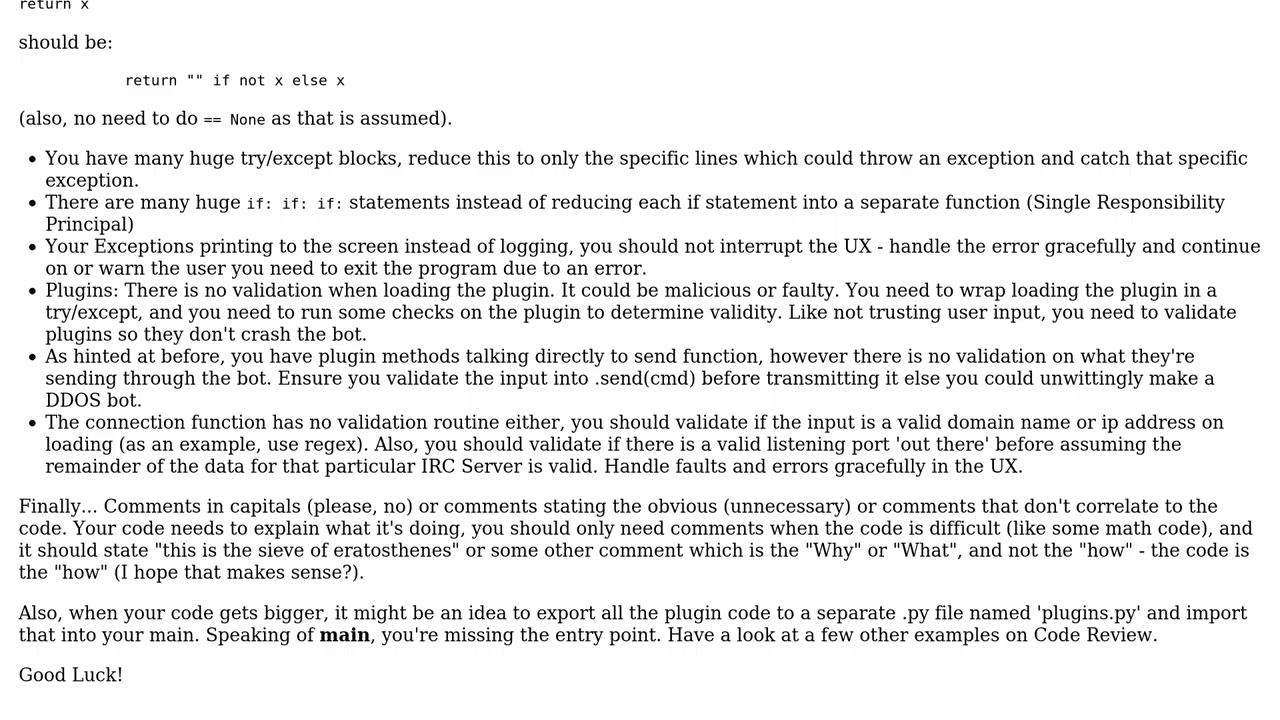 return x
should be:
return "" if not x else x
(also, no need to do == None as that is assumed).
• You have many huge try/except blocks, reduce this to only the specific lines which could throw an exception and catch that specific
exception.
• There are many huge if: if: if: statements instead of reducing each if statement into a separate function (Single Responsibility
Principal)
• Your Exceptions printing to the screen instead of logging, you should not interrupt the UX - handle the error gracefully and continue
on or warn the user you need to exit the program due to an error.
• Plugins: There is no validation when loading the plugin. It could be malicious or faulty. You need to wrap loading the plugin in a
try/except, and you need to run some checks on the plugin to determine validity. Like not trusting user input, you need to validate
plugins so they don't crash the bot.
• As hinted at before, you have plugin methods talking directly to send function, however there is no validation on what they're
sending through the bot. Ensure you validate the input into .send(cmd) before transmitting it else you could unwittingly make a
DDOS bot.
• The connection function has no validation routine either, you should validate if the input is a valid domain name or ip address on
loading (as an example, use regex). Also, you should validate if there is a valid listening port 'out there' before assuming the
remainder of the data for that particular IRC Server is valid. Handle faults and errors gracefully in the UX.
Finally... Comments in capitals (please, no) or comments stating the obvious (unnecessary) or comments that don't correlate to the
code. Your code needs to explain what it's doing, you should only need comments when the code is difficult (like some math code), and
it should state "this is the sieve of eratosthenes" or some other comment which is the "Why" or "What", and not the "how" - the code is
the "how" (I hope that makes sense?).
Also, when your code gets bigger, it might be an idea to export all the plugin code to a separate .py file named 'plugins.py' and import
that into your main. Speaking of main, you're missing the entry point. Have a look at a few other examples on Code Review.
Good Luck!